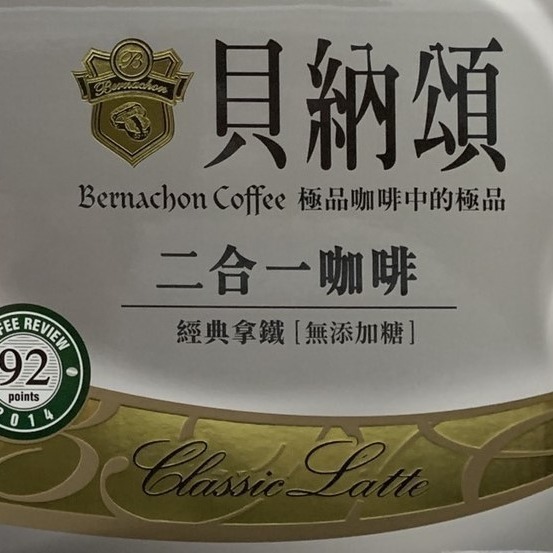 B
Bernachon
貝納頌
Bernachon Coffee 極品咖啡中的極品
二合一咖啡
經典拿鐵[無添加糖]
FEE REVIEW
92
points
2014
Classic Latte